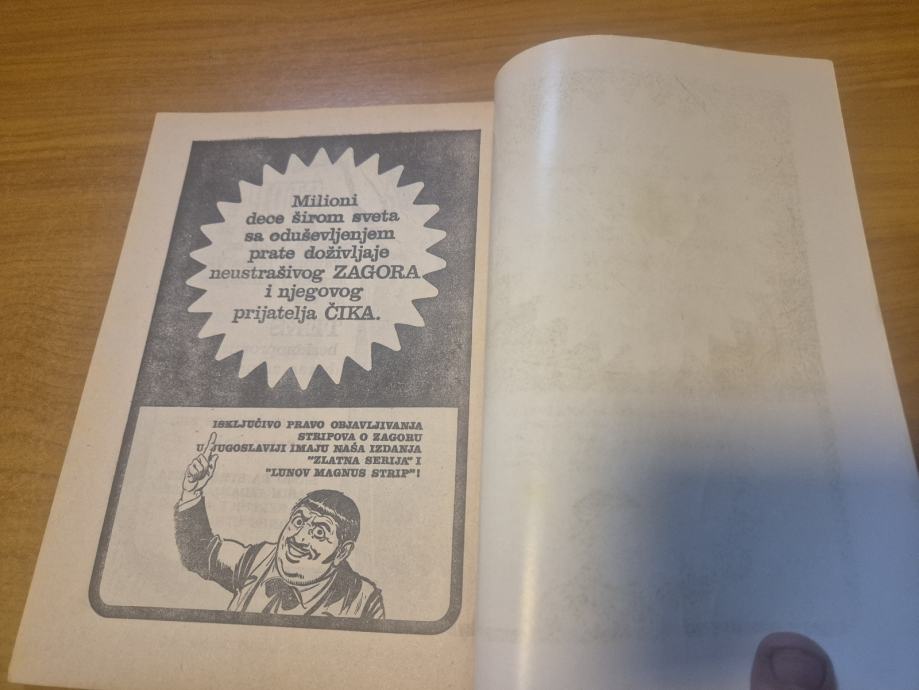 Milioni
dece širom sveta
sa oduševljenjem
prate doživljaje
neustrašivog ZAGORA
i njegovog
prijatelja ČIKA.
ISKLJUČIVO PRAVO OBJAVLJIVANJA
STRIPOVA O ZAGORU
U JUGOSLAVIJI IMAJU NAŠA IZDANJA
"ZLATNA SERIJA" I
"LUNOV MAGNUS STRIP"!